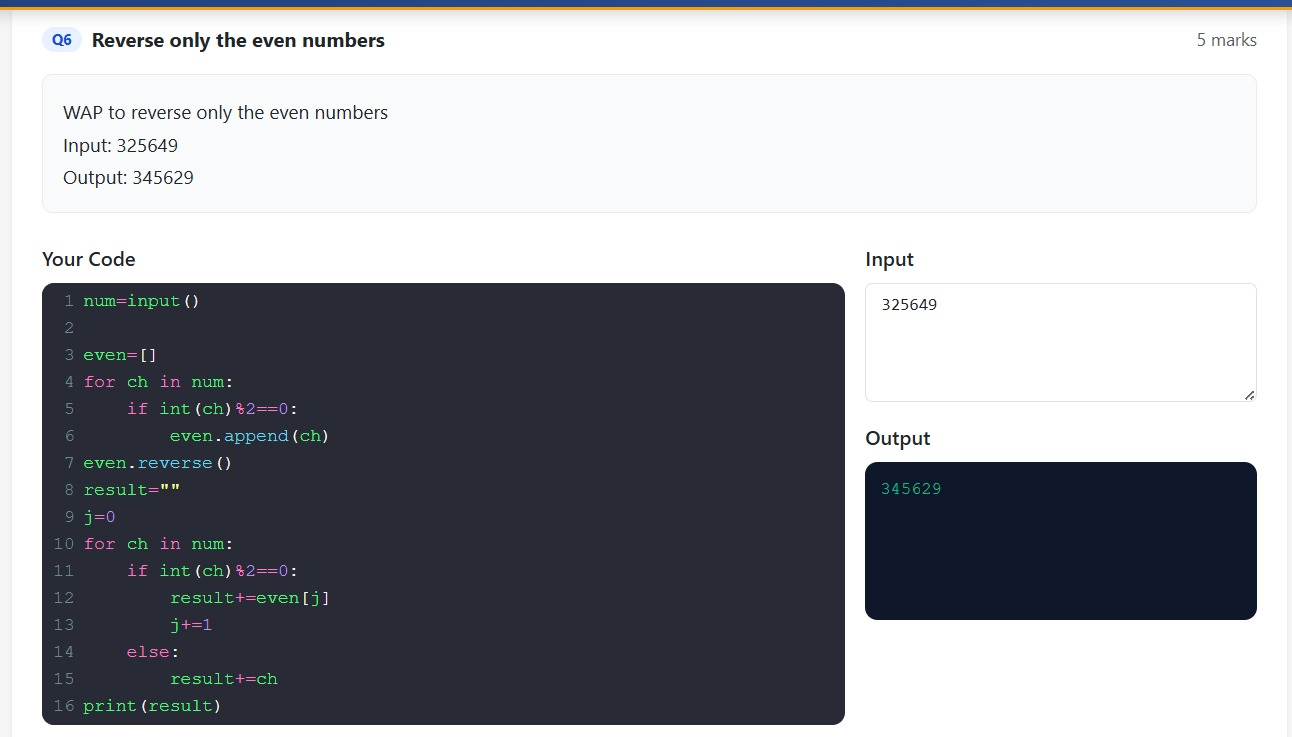 Q6 Reverse only the even numbers 5 marks
WAP to reverse only the even numbers
Input: 325649
Output: 345629
Your Code
1 num=input()
2
3 even=[]
4 for ch in num:
5     if int(ch)%2==0:
6         even.append(ch)
7 even.reverse()
8 result=""
9 j=0
10 for ch in num:
11     if int(ch)%2==0:
12         result+=even[j]
13         j+=1
14     else:
15         result+=ch
16 print(result)
Input
325649
Output
345629